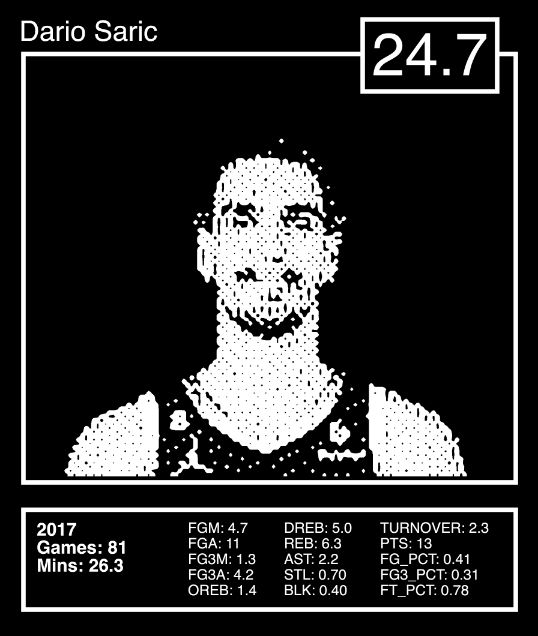 Dario Saric
24.7
2017
Games: 81
Mins: 26.3
FGM: 4.7
FGA: 11
FG3M: 1.3
FG3A: 4.2
OREB: 1.4
DREB: 5.0
REB: 6.3
AST: 2.2
STL: 0.70
BLK: 0.40
TURNOVER: 2.3
PTS: 13
FG_PCT: 0.41
FG3_PCT: 0.31
FT_PCT: 0.78